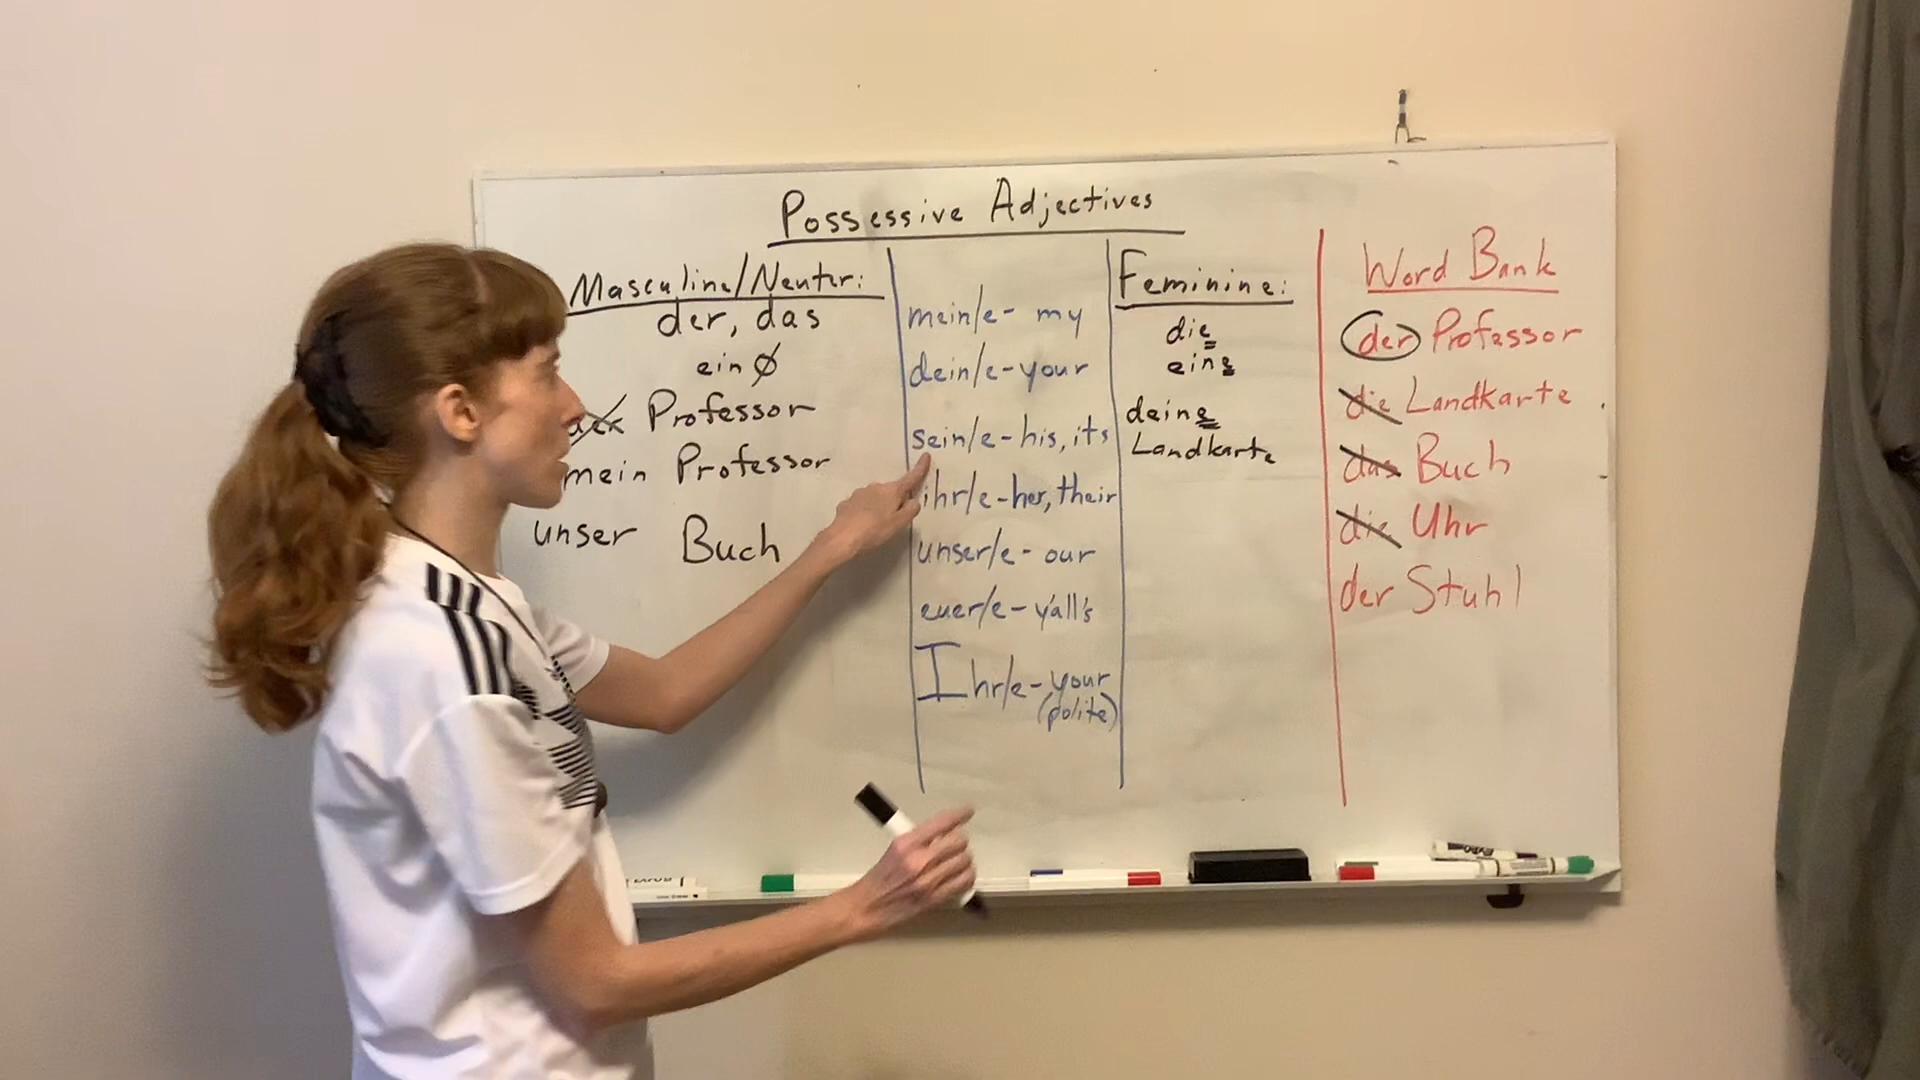 Possessive Adjectives
Masculine/Neuter:
der, das
ein ∅
Professor
mein Professor
unser Buch
mein/e - my
dein/e - your
sein/e - his, its
ihr/e - her, their
unser/e - our
euer/e - y'all's
Ihr/e - your
(polite)
Feminine:
die
eine
deine
Landkarte
Word Bank
der Professor
die Landkarte
das Buch
die Uhr
der Stuhl